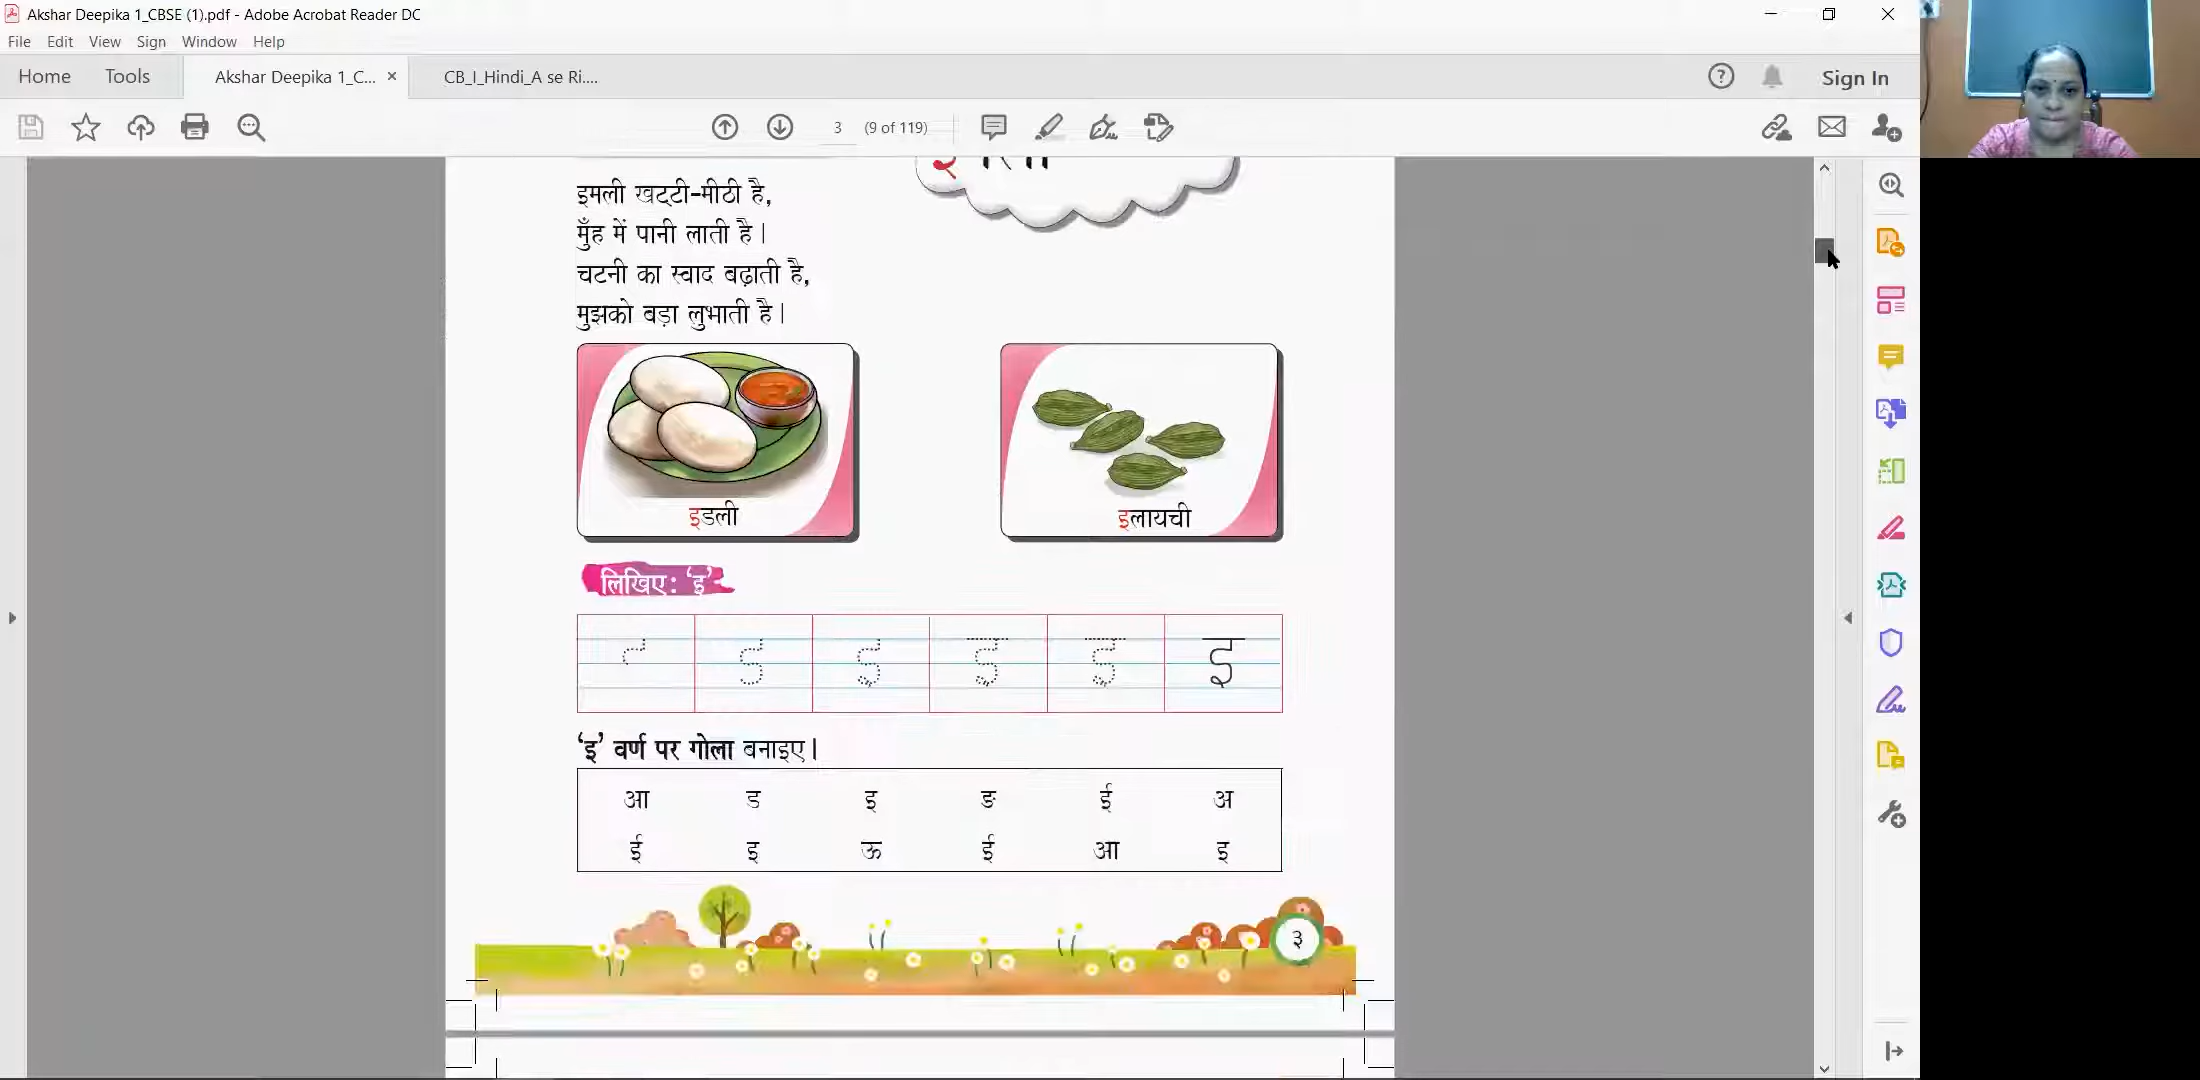 Akshar Deepika 1_CBSE (1).pdf - Adobe Acrobat Reader DC
File Edit View Sign Window Help
Home Tools Akshar Deepika 1_C... × CB_I_Hindi_A se Ri.... Sign In
3 (9 of 119)
इमली खट्टी-मीठी है,
मुँह में पानी लाती है।
चटनी का स्वाद बढ़ाती है,
मुझको बड़ा लुभाती है।
इडली इलायची
लिखिए: ‘इ’
इ
‘इ’ वर्ण पर गोला बनाइए।
आ ड इ ङ ई अ
ई इ ऊ ई आ इ
३